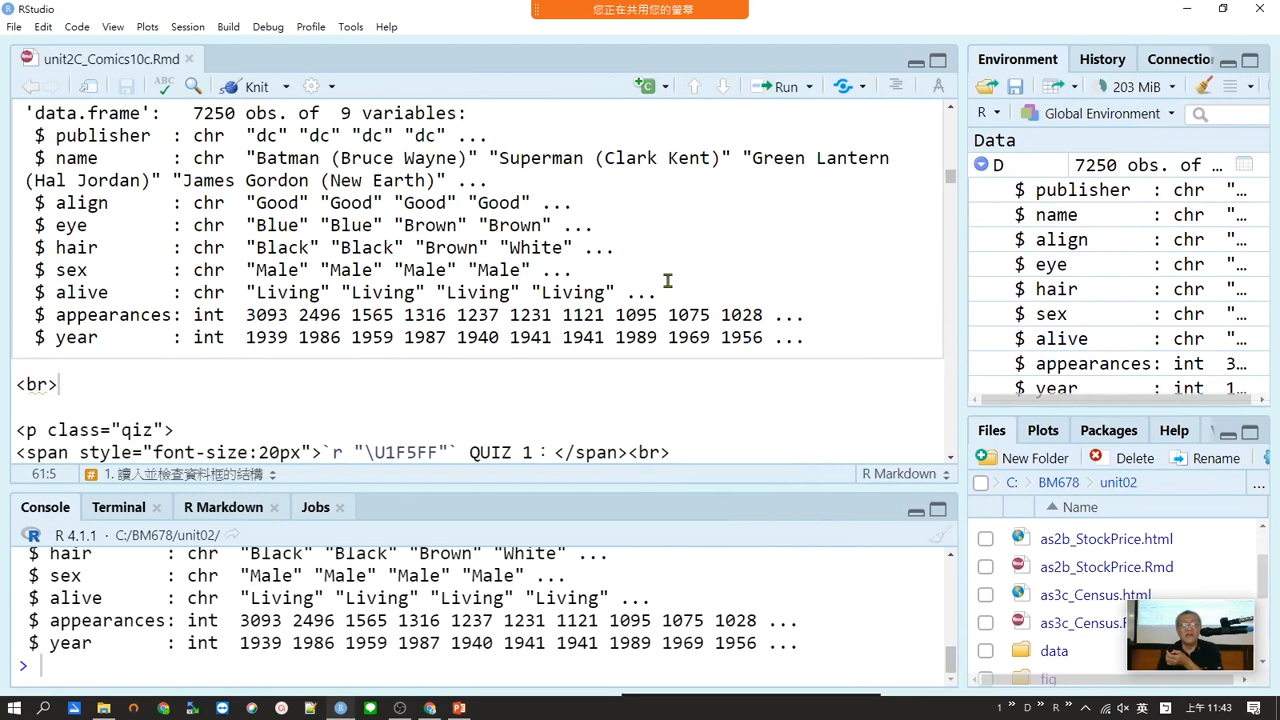 RStudio
您正在共用您的螢幕
File Edit Code View Plots Session Build Debug Profile Tools Help
unit2C_Comics10c.Rmd
Knit
Run
'data.frame': 7250 obs. of 9 variables:
$ publisher : chr "dc" "dc" "dc" "dc" ...
$ name : chr "Batman (Bruce Wayne)" "Superman (Clark Kent)" "Green Lantern
(Hal Jordan)" "James Gordon (New Earth)" ...
$ align : chr "Good" "Good" "Good" "Good" ...
$ eye : chr "Blue" "Blue" "Brown" "Brown" ...
$ hair : chr "Black" "Black" "Brown" "White" ...
$ sex : chr "Male" "Male" "Male" "Male" ...
$ alive : chr "Living" "Living" "Living" "Living" ...
$ appearances: int 3093 2496 1565 1316 1237 1231 1121 1095 1075 1028 ...
$ year : int 1939 1986 1959 1987 1940 1941 1941 1989 1969 1956 ...
<br>
<p class="qiz">
<span style="font-size:20px">`r "\U1F5FF"` QUIZ 1：</span><br>
61:5 # 1. 讀入並檢查資料框的結構 R Markdown
Console Terminal R Markdown Jobs
R 4.1.1 · C:/BM678/unit02/
$ hair : chr "Black" "Black" "Brown" "White" ...
$ sex : chr "Male" "Male" "Male" "Male" ...
$ alive : chr "Living" "Living" "Living" "Living" ...
$ appearances: int 3093 2496 1565 1316 1237 1231 1121 1095 1075 1028 ...
$ year : int 1939 1986 1959 1987 1940 1941 1941 1989 1969 1956 ...
>
Environment History Connection
203 MiB
R Global Environment
Data
D 7250 obs. of ...
$ publisher : chr "...
$ name : chr "...
$ align : chr "...
$ eye : chr "...
$ hair : chr "...
$ sex : chr "...
$ alive : chr "...
$ appearances: int 3...
$ year : int 1...
Files Plots Packages Help
New Folder Delete Rename
C: BM678 unit02 ...
Name
as2b_StockPrice.html
as2b_StockPrice.Rmd
as3c_Census.html
as3c_Census.
data
fig
1 D R 英 上午 11:43